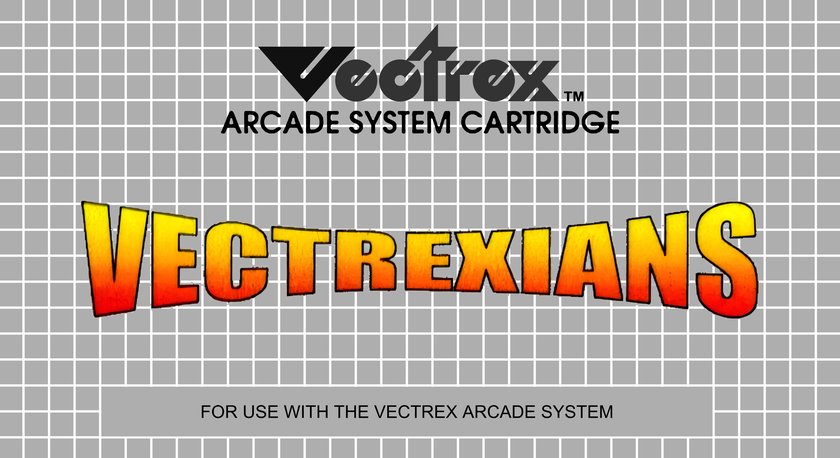 Vectrex™
ARCADE SYSTEM CARTRIDGE
VECTREXIANS
FOR USE WITH THE VECTREX ARCADE SYSTEM